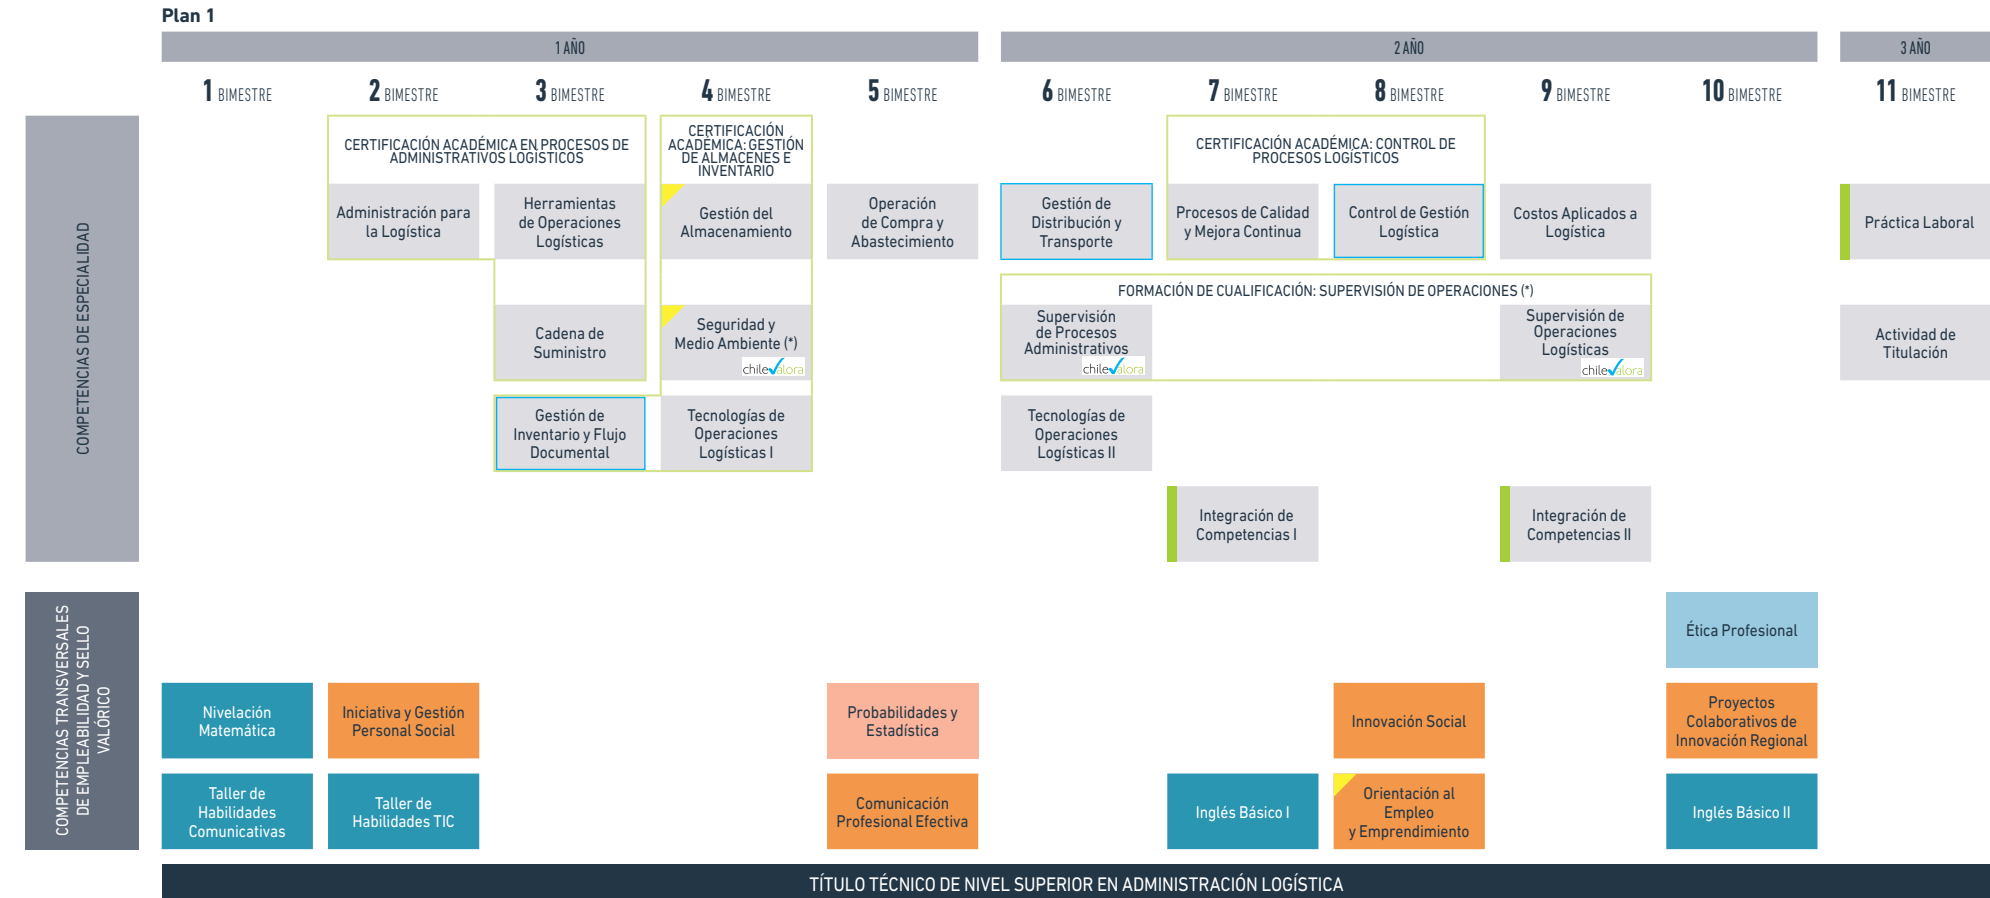 Plan 1
1 AÑO
2 AÑO
3 AÑO
1 BIMESTRE
2 BIMESTRE
3 BIMESTRE
4 BIMESTRE
5 BIMESTRE
6 BIMESTRE
7 BIMESTRE
8 BIMESTRE
9 BIMESTRE
10 BIMESTRE
11 BIMESTRE
COMPETENCIAS DE ESPECIALIDAD
CERTIFICACIÓN ACADÉMICA EN PROCESOS DE
ADMINISTRATIVOS LOGÍSTICOS
CERTIFICACIÓN
ACADÉMICA: GESTIÓN
DE ALMACENES E
INVENTARIO
CERTIFICACIÓN ACADÉMICA: CONTROL DE
PROCESOS LOGÍSTICOS
Administración para
la Logística
Herramientas
de Operaciones
Logísticas
Gestión del
Almacenamiento
Operación
de Compra y
Abastecimiento
Gestión de
Distribución y
Transporte
Procesos de Calidad
y Mejora Continua
Control de Gestión
Logística
Costos Aplicados a
Logística
Práctica Laboral
FORMACIÓN DE CUALIFICACIÓN: SUPERVISIÓN DE OPERACIONES (*)
Cadena de
Suministro
Seguridad y
Medio Ambiente (*)
chilevalora
Supervisión
de Procesos
Administrativos
chilevalora
Supervisión de
Operaciones
Logísticas
chilevalora
Actividad de
Titulación
Gestión de
Inventario y Flujo
Documental
Tecnologías de
Operaciones
Logísticas I
Tecnologías de
Operaciones
Logísticas II
Integración de
Competencias I
Integración de
Competencias II
COMPETENCIAS TRANSVERSALES
DE EMPLEABILIDAD Y SELLO
VALÓRICO
Ética Profesional
Nivelación
Matemática
Iniciativa y Gestión
Personal Social
Probabilidades y
Estadística
Innovación Social
Proyectos
Colaborativos de
Innovación Regional
Taller de
Habilidades
Comunicativas
Taller de
Habilidades TIC
Comunicación
Profesional Efectiva
Inglés Básico I
Orientación al
Empleo
y Emprendimiento
Inglés Básico II
TÍTULO TÉCNICO DE NIVEL SUPERIOR EN ADMINISTRACIÓN LOGÍSTICA